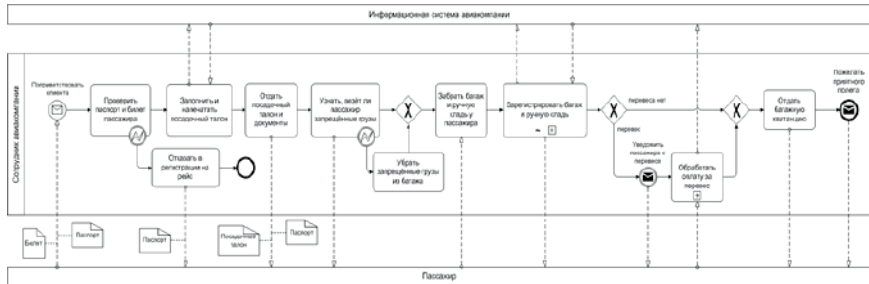 Информационная система авиакомпании
Сотрудник авиакомпании
Поприветствовать
клиента
Проверить
паспорт и билет
пассажира
Заполнить и
напечатать
посадочный талон
Отдать
посадочный
талон и
документы
Узнать, везёт ли
пассажир
запрещённые грузы
Забрать багаж
и ручную
кладь у
пассажира
Зарегистрировать багаж
и ручную кладь
перевеса нет
перевес
Отдать
багажную
квитанцию
Пожелать
приятного
полета
Отказать в
регистрации на
рейс
Убрать
запрещённые грузы
из багажа
Уведомить
пассажира о
перевесе
Обработать
оплату за
перевес
Билет
Паспорт
Паспорт
Посадочный
талон
Паспорт
Пассажир